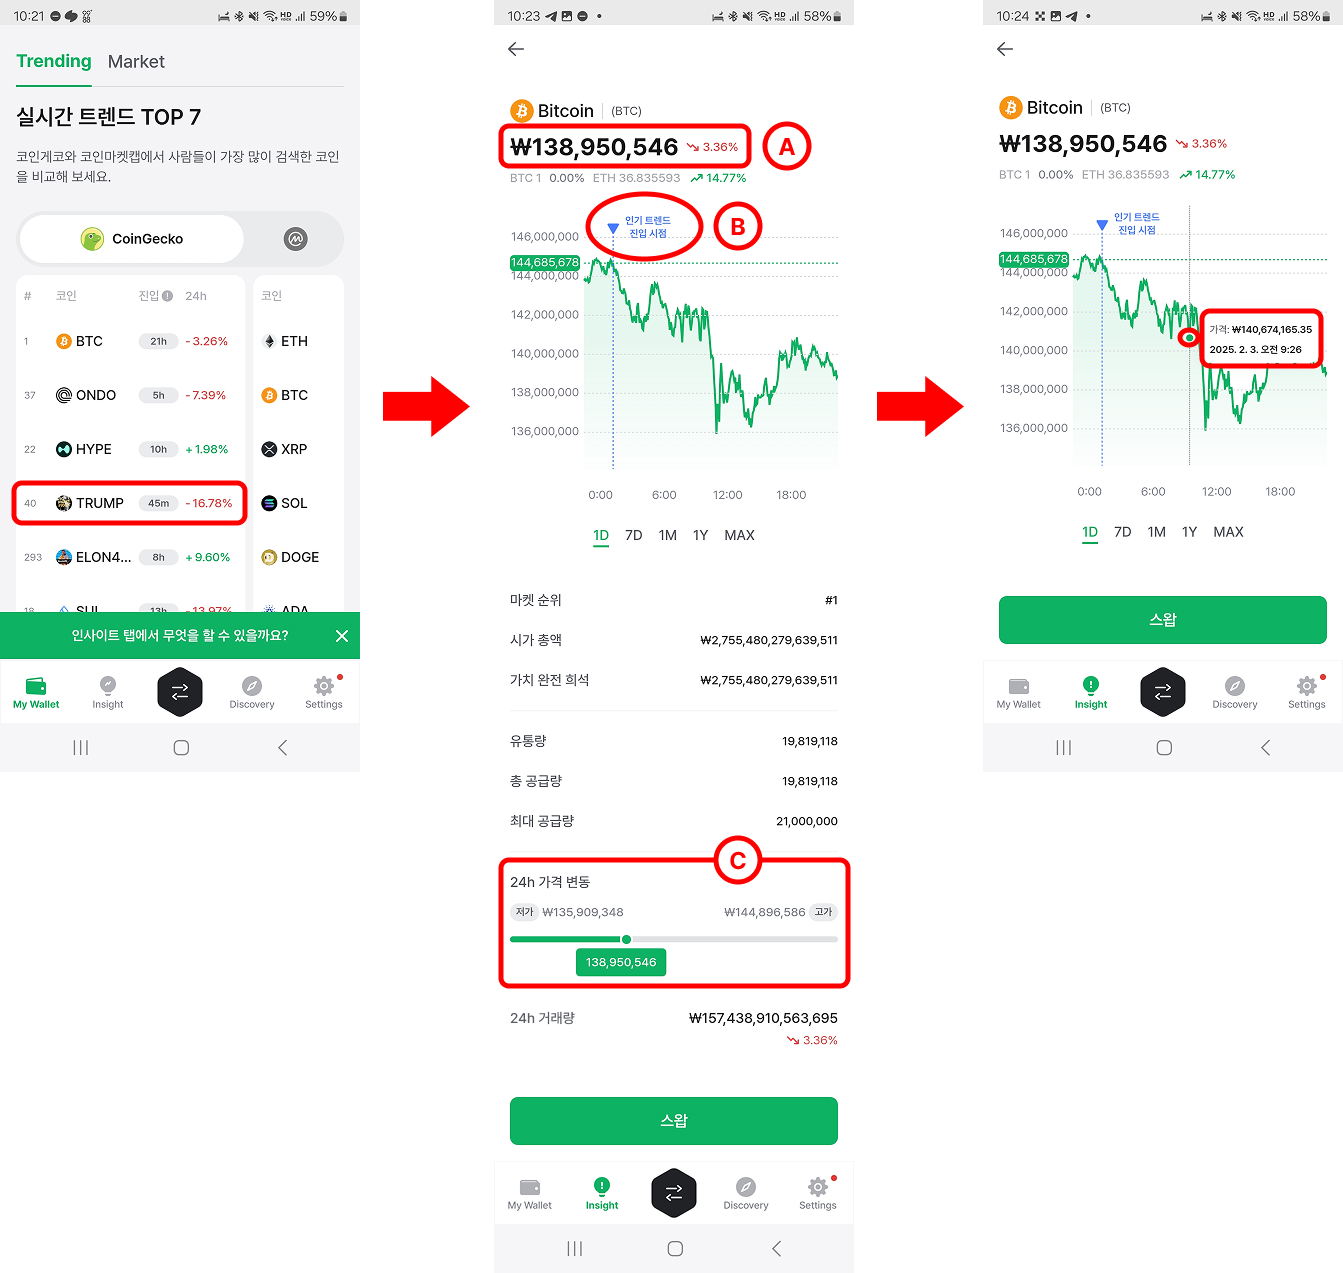 10:21
59%
Trending Market
실시간 트렌드 TOP 7
코인게코와 코인마켓캡에서 사람들이 가장 많이 검색한 코인
을 비교해 보세요.
CoinGecko
# 코인 진입 24h 코인
1 BTC 21h -3.26% ETH
37 ONDO 5h -7.39% BTC
22 HYPE 10h +1.98% XRP
40 TRUMP 45m -16.78% SOL
293 ELON4... 8h +9.60% DOGE
18 SUI 13h -13.97% ADA
인사이트 탭에서 무엇을 할 수 있을까요?
My Wallet Insight Discovery Settings
10:23
58%
Bitcoin (BTC)
₩138,950,546 3.36% A
BTC 1 0.00% ETH 36.835593 14.77%
인기 트렌드
진입 시점
B
146,000,000
144,685,678
144,000,000
142,000,000
140,000,000
138,000,000
136,000,000
0:00 6:00 12:00 18:00
1D 7D 1M 1Y MAX
마켓 순위 #1
시가 총액 ₩2,755,480,279,639,511
가치 완전 희석 ₩2,755,480,279,639,511
유통량 19,819,118
총 공급량 19,819,118
최대 공급량 21,000,000
C
24h 가격 변동
저가 ₩135,909,348 ₩144,896,586 고가
138,950,546
24h 거래량 ₩157,438,910,563,695
3.36%
스왑
My Wallet Insight Discovery Settings
10:24
58%
Bitcoin (BTC)
₩138,950,546 3.36%
BTC 1 0.00% ETH 36.835593 14.77%
인기 트렌드
진입 시점
146,000,000
144,685,678
144,000,000
142,000,000
140,000,000
138,000,000
136,000,000
가격: ₩140,674,165.35
2025. 2. 3. 오전 9:26
0:00 6:00 12:00 18:00
1D 7D 1M 1Y MAX
스왑
My Wallet Insight Discovery Settings